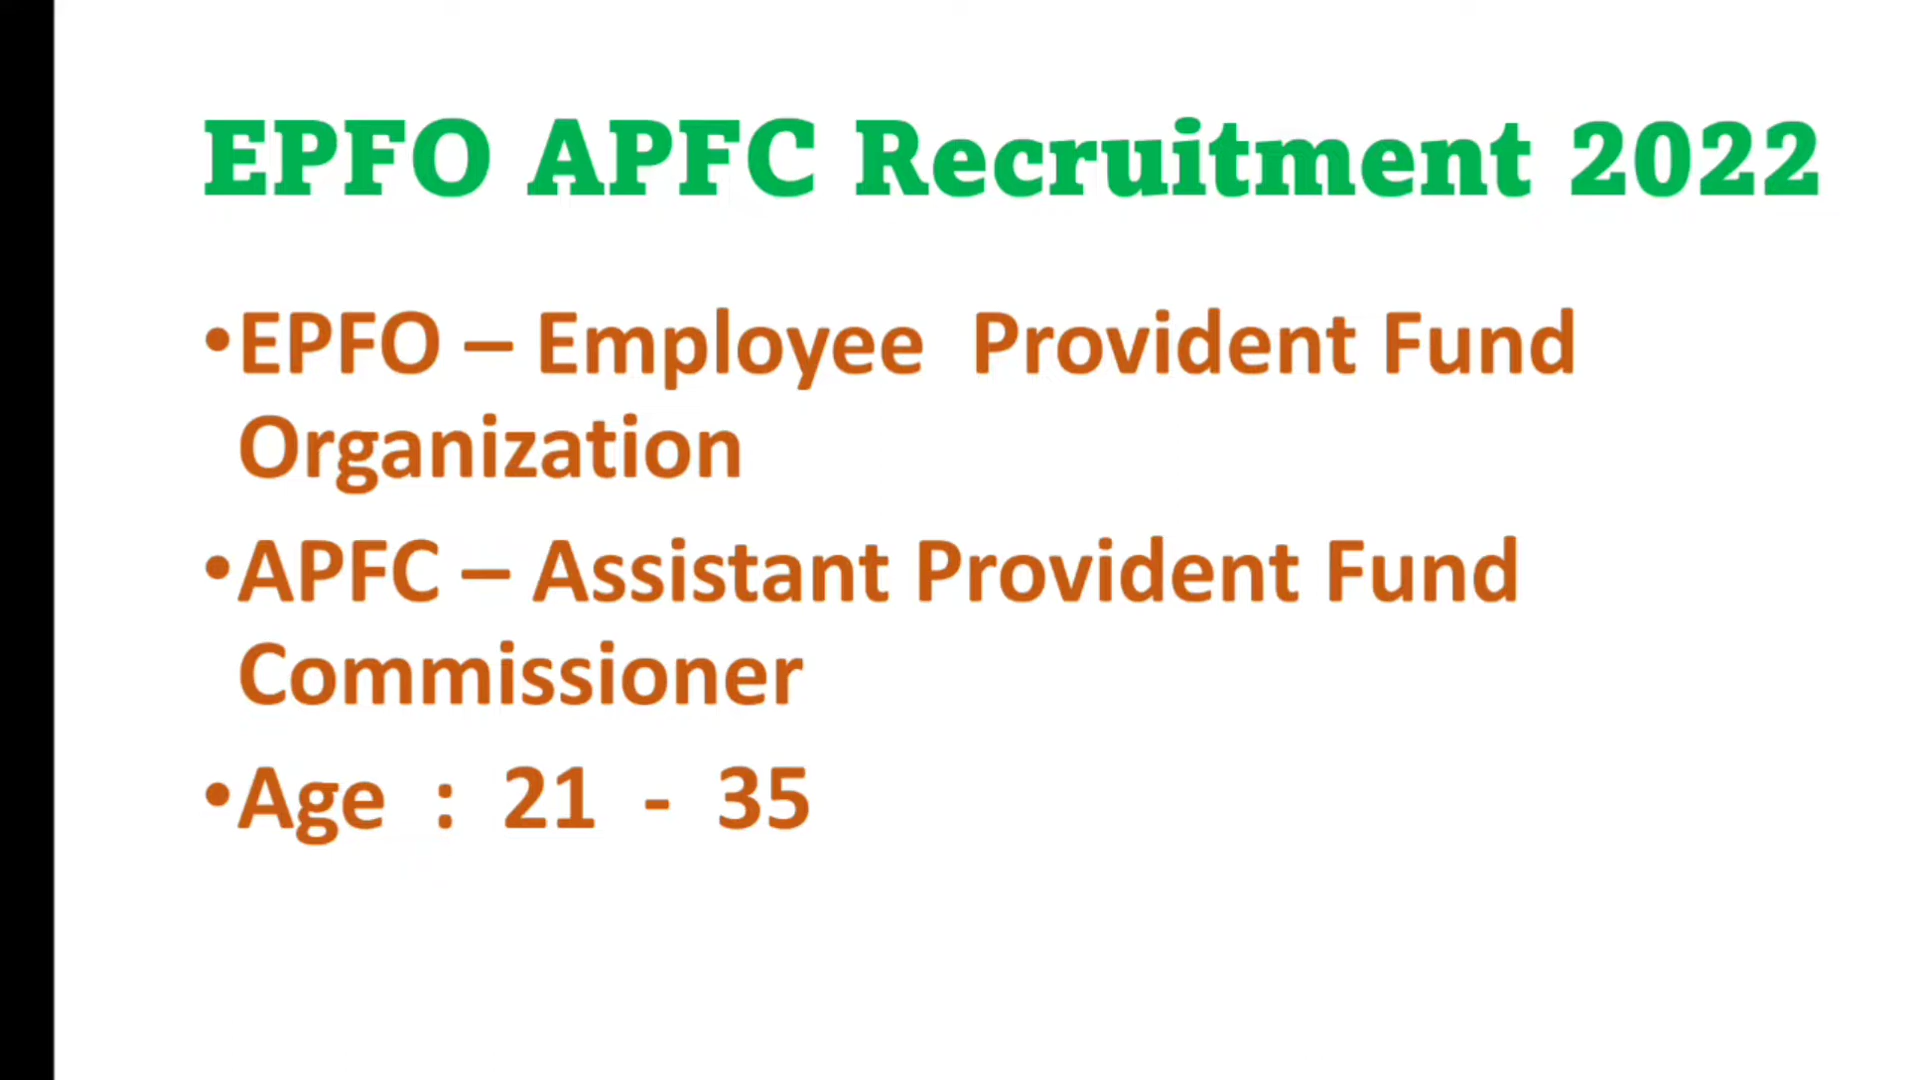 EPFO APFC Recruitment 2022
•EPFO – Employee Provident Fund
Organization
•APFC – Assistant Provident Fund
Commissioner
•Age : 21 - 35